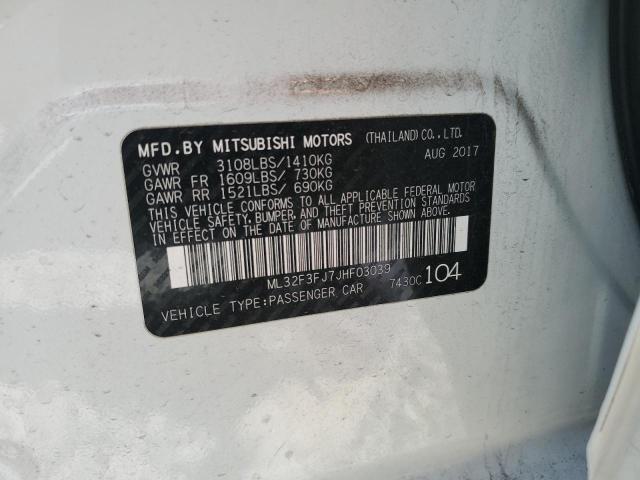 MFD.BY MITSUBISHI MOTORS (THAILAND) CO.,LTD.
GVWR 3108LBS/1410KG AUG 2017
GAWR FR 1609LBS/ 730KG
GAWR RR 1521LBS/ 690KG
THIS VEHICLE CONFORMS TO ALL APPLICABLE FEDERAL MOTOR
VEHICLE SAFETY, BUMPER, AND THEFT PREVENTION STANDARDS
IN EFFECT ON THE DATE OF MANUFACTURE SHOWN ABOVE.
ML32F3FJ7JHF03039
VEHICLE TYPE:PASSENGER CAR 7430C 104